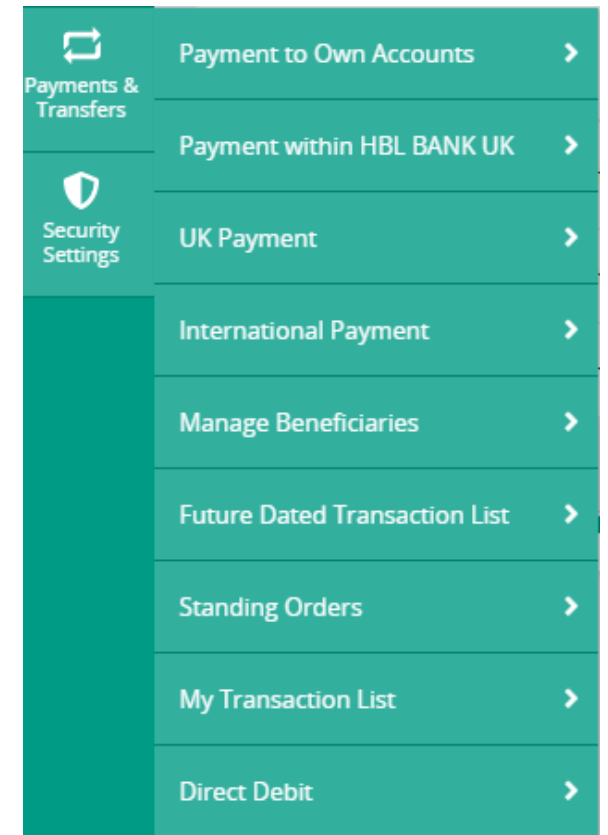 Payments &
Transfers
Security
Settings
Payment to Own Accounts
Payment within HBL BANK UK
UK Payment
International Payment
Manage Beneficiaries
Future Dated Transaction List
Standing Orders
My Transaction List
Direct Debit